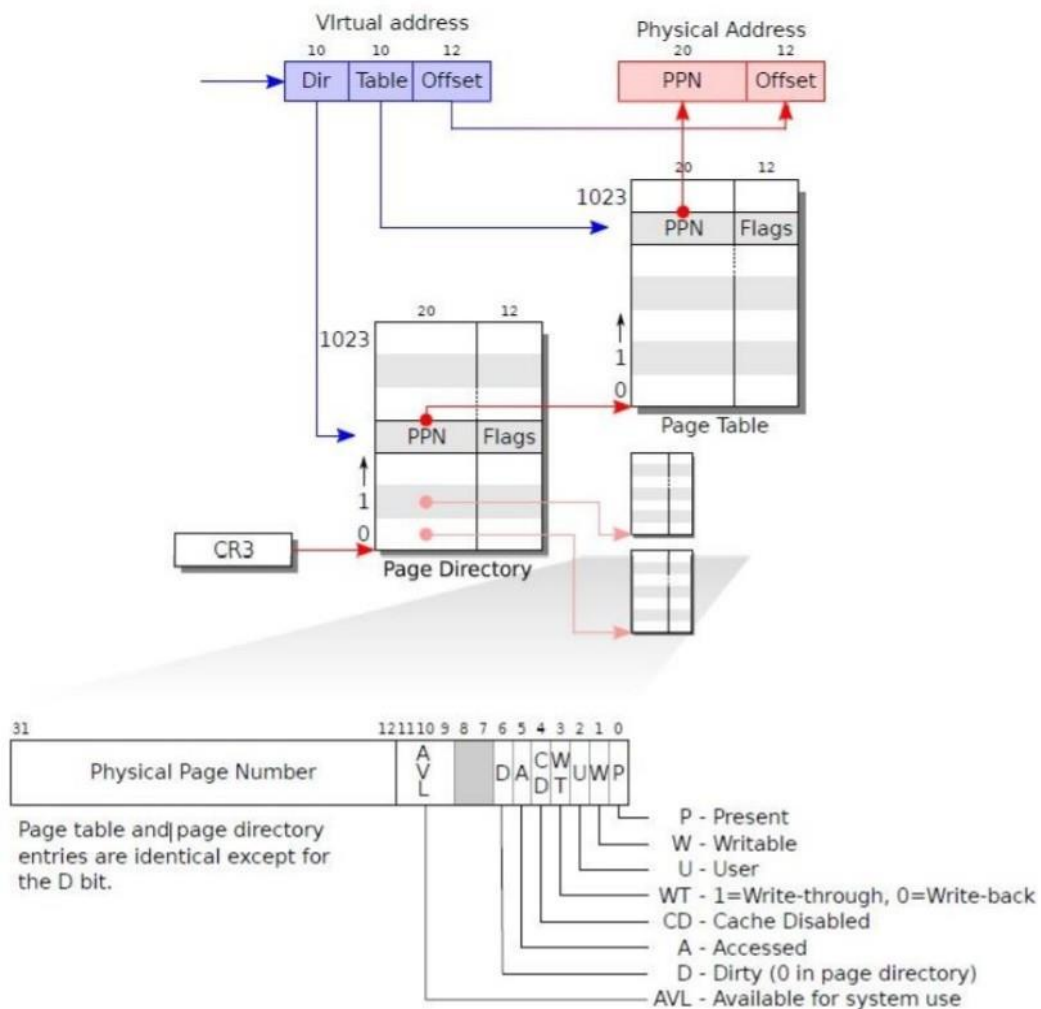 VIrtual address
10 10 12
Dir Table Offset
Physical Address
20 12
PPN Offset
20 12
1023
PPN Flags
1
0
Page Table
20 12
1023
PPN Flags
1
0
CR3
Page Directory
31 12 11 10 9 8 7 6 5 4 3 2 1 0
Physical Page Number AVL D A CD WT U W P
Page table and page directory
entries are identical except for
the D bit.
P - Present
W - Writable
U - User
WT - 1=Write-through, 0=Write-back
CD - Cache Disabled
A - Accessed
D - Dirty (0 in page directory)
AVL - Available for system use